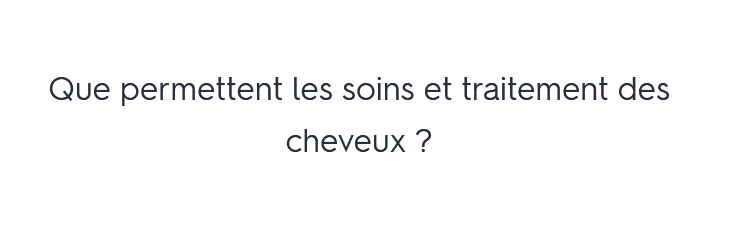 Que permettent les soins et traitement des
cheveux ?